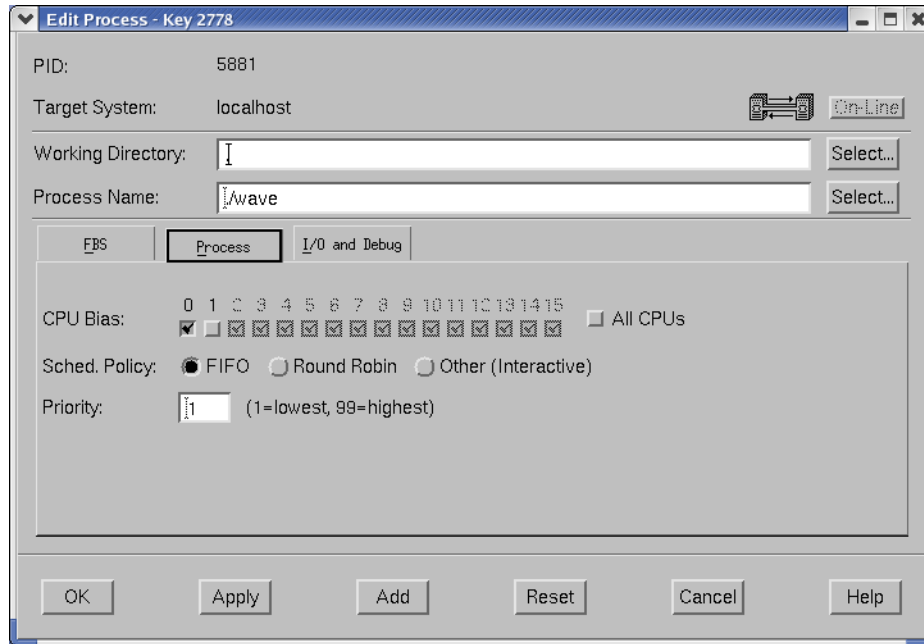 Edit Process - Key 2778
PID: 5881
Target System: localhost On-Line
Working Directory: Select...
Process Name: ./wave Select...
FBS Process I/O and Debug
0 1 2 3 4 5 6 7 8 9 10 11 12 13 14 15
CPU Bias: All CPUs
Sched. Policy: FIFO Round Robin Other (Interactive)
Priority: 1 (1=lowest, 99=highest)
OK Apply Add Reset Cancel Help